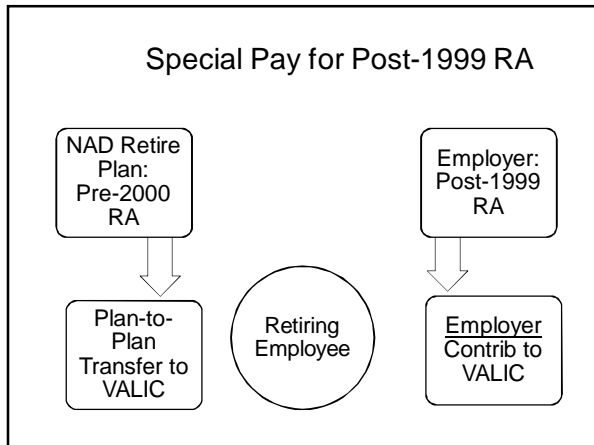 Special Pay for Post-1999 RA
NAD Retire
Plan:
Pre-2000
RA
Employer:
Post-1999
RA
Plan-to-
Plan
Transfer to
VALIC
Retiring
Employee
Employer
Contrib to
VALIC